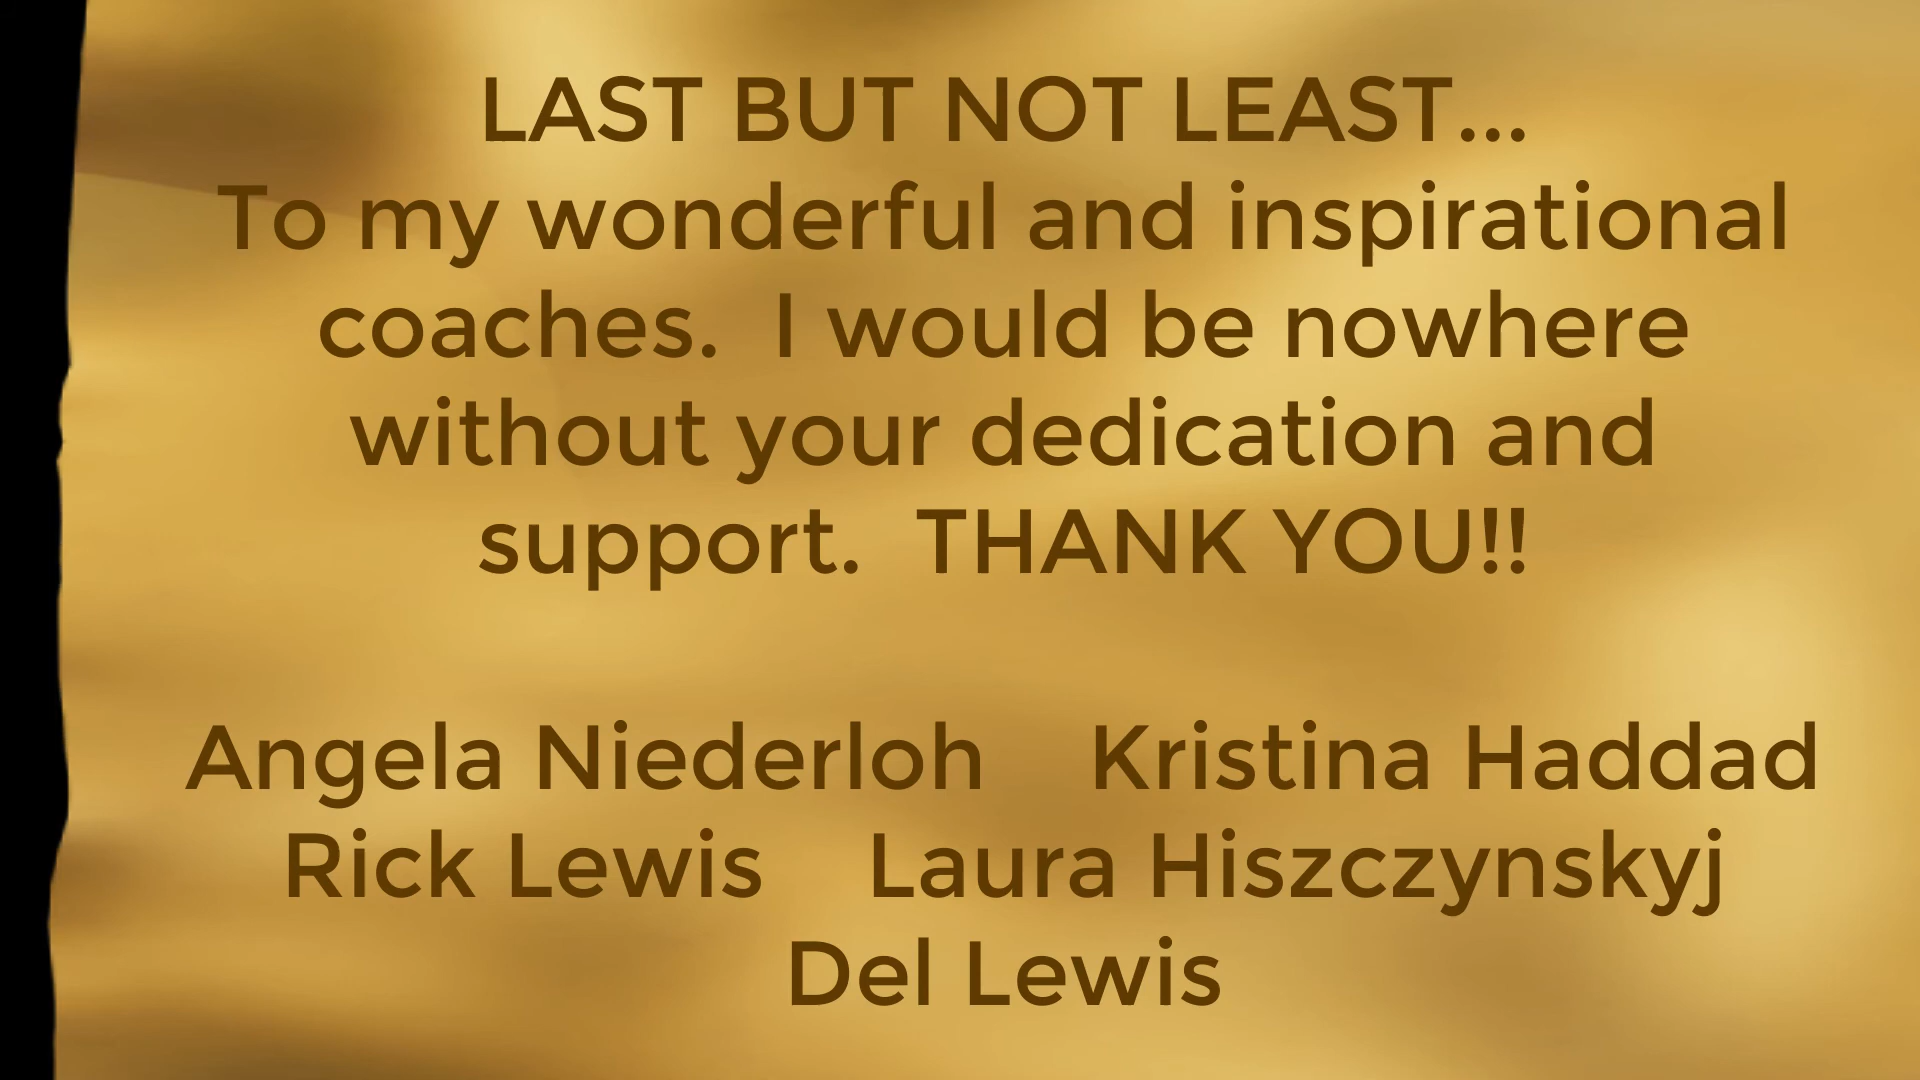 LAST BUT NOT LEAST...
To my wonderful and inspirational
coaches.  I would be nowhere
without your dedication and
support.  THANK YOU!!
Angela Niederloh    Kristina Haddad
Rick Lewis    Laura Hiszczynskyj
Del Lewis